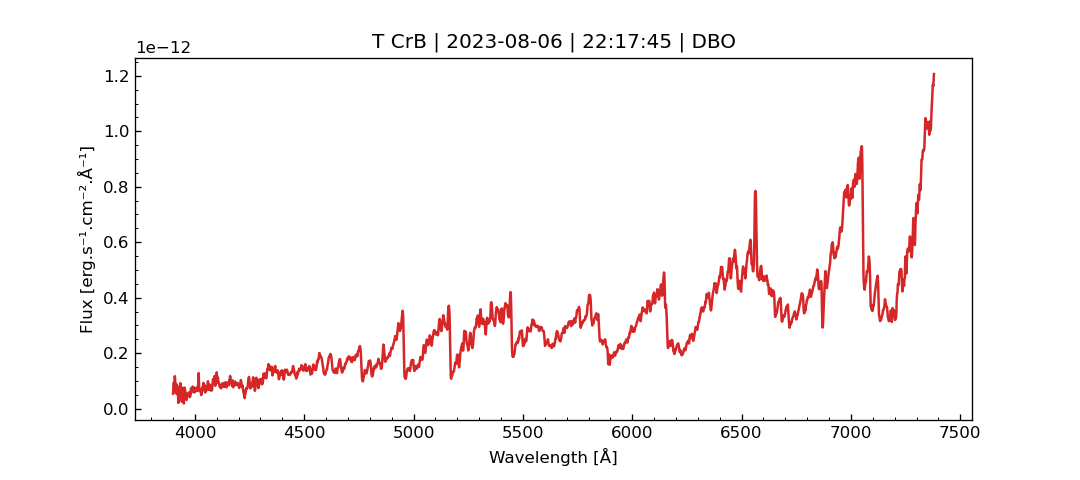 T CrB | 2023-08-06 | 22:17:45 | DBO
1e−12
1.2
1.0
0.8
0.6
0.4
0.2
0.0
Flux [erg.s⁻¹.cm⁻².Å⁻¹]
4000 4500 5000 5500 6000 6500 7000 7500
Wavelength [Å]